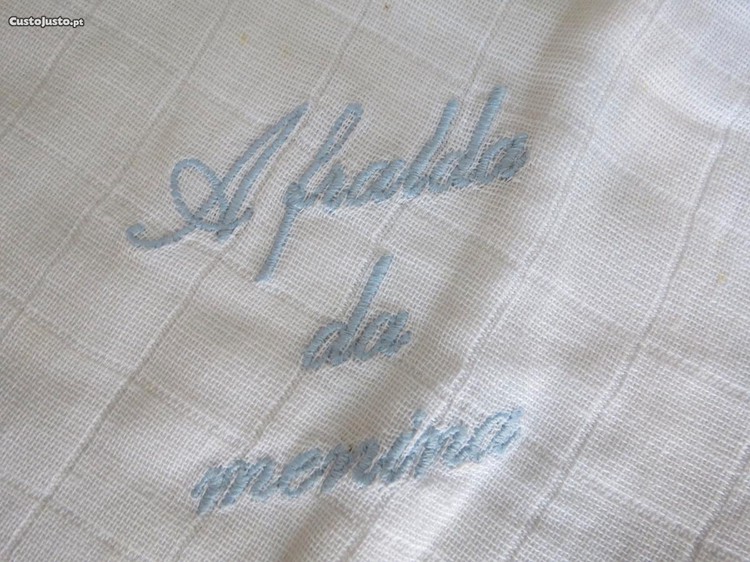 CustoJusto.pt
A fralda
da
menina